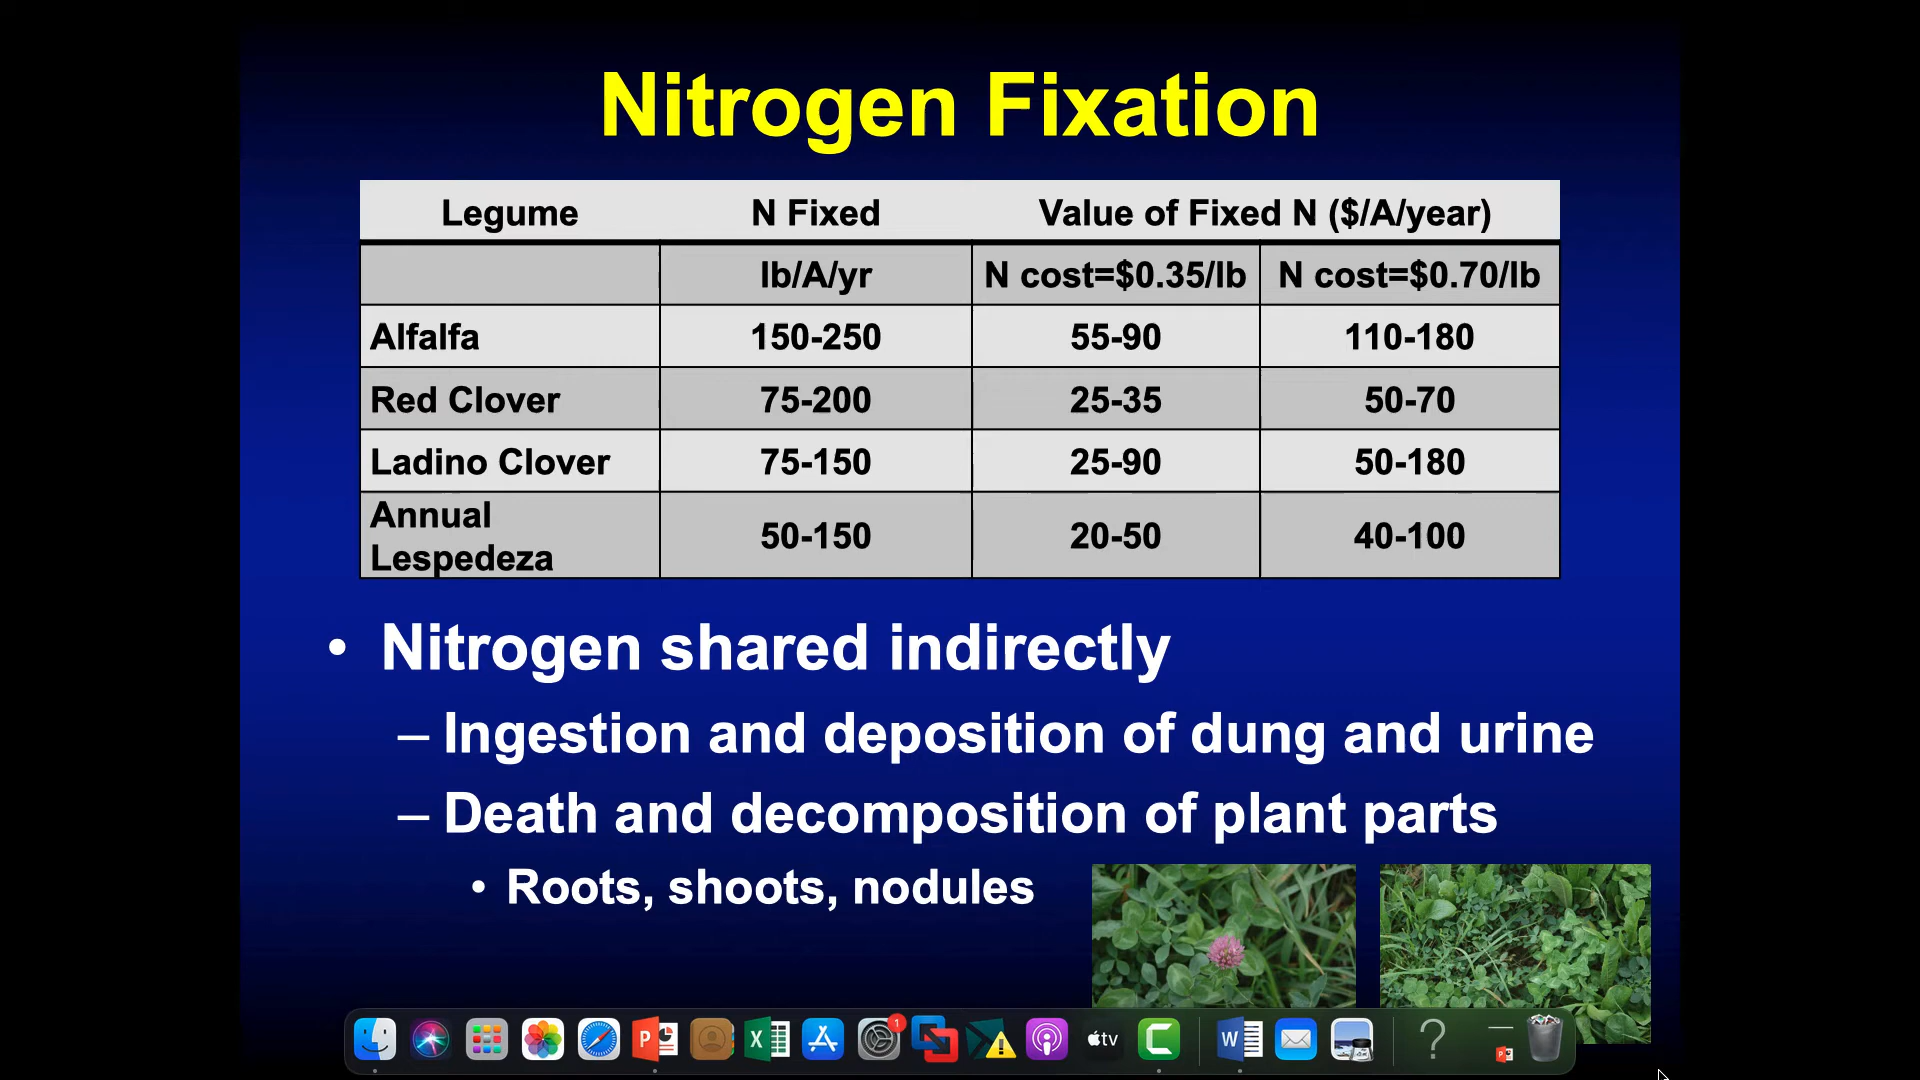 Nitrogen Fixation
Legume N Fixed Value of Fixed N ($/A/year)
lb/A/yr N cost=$0.35/lb N cost=$0.70/lb
Alfalfa 150-250 55-90 110-180
Red Clover 75-200 25-35 50-70
Ladino Clover 75-150 25-90 50-180
Annual
Lespedeza 50-150 20-50 40-100
• Nitrogen shared indirectly
– Ingestion and deposition of dung and urine
– Death and decomposition of plant parts
• Roots, shoots, nodules
1
tv
?